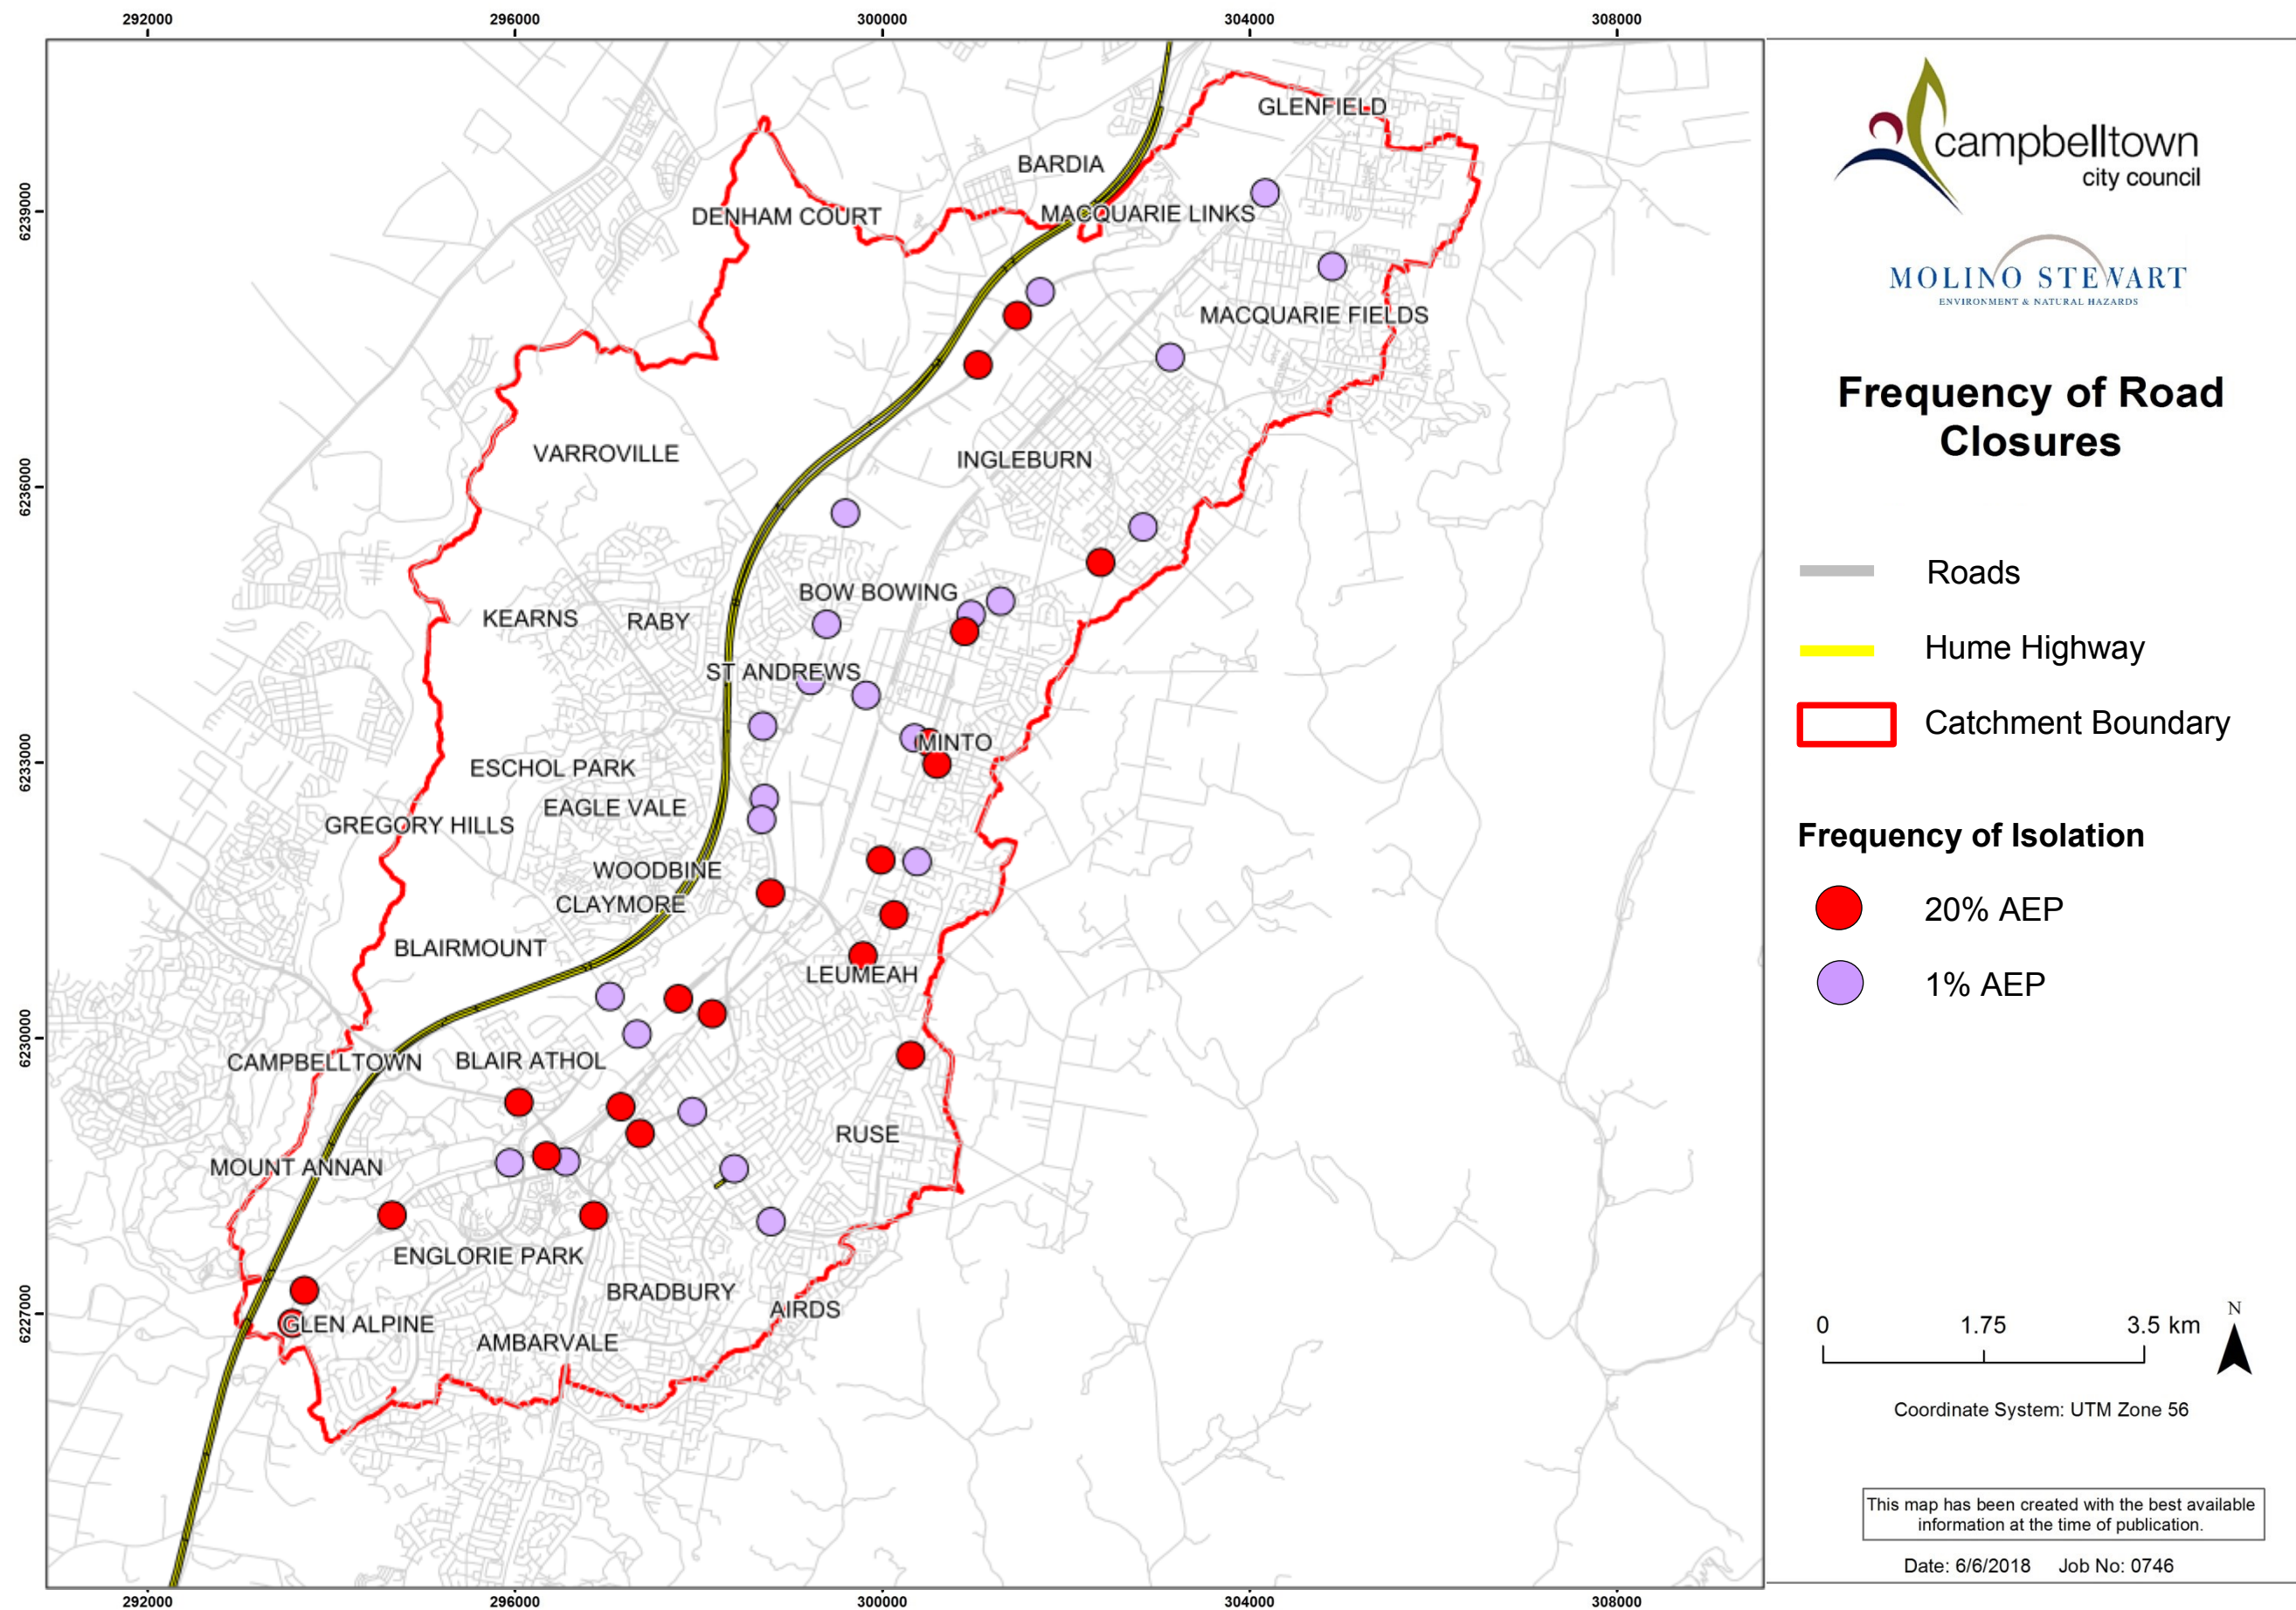 292000 296000 300000 304000 308000
6239000
6236000
6233000
6230000
6227000
GLENFIELD
BARDIA
DENHAM COURT
MACQUARIE LINKS
MACQUARIE FIELDS
VARROVILLE
INGLEBURN
BOW BOWING
KEARNS
RABY
ST ANDREWS
MINTO
ESCHOL PARK
EAGLE VALE
GREGORY HILLS
WOODBINE
CLAYMORE
BLAIRMOUNT
LEUMEAH
CAMPBELLTOWN
BLAIR ATHOL
RUSE
MOUNT ANNAN
ENGLORIE PARK
BRADBURY
AIRDS
GLEN ALPINE
AMBARVALE
292000 296000 300000 304000 308000
campbelltown
city council
MOLINO STEWART
ENVIRONMENT & NATURAL HAZARDS
Frequency of Road
Closures
Roads
Hume Highway
Catchment Boundary
Frequency of Isolation
20% AEP
1% AEP
N
0 1.75 3.5 km
Coordinate System: UTM Zone 56
This map has been created with the best available
information at the time of publication.
Date: 6/6/2018 Job No: 0746